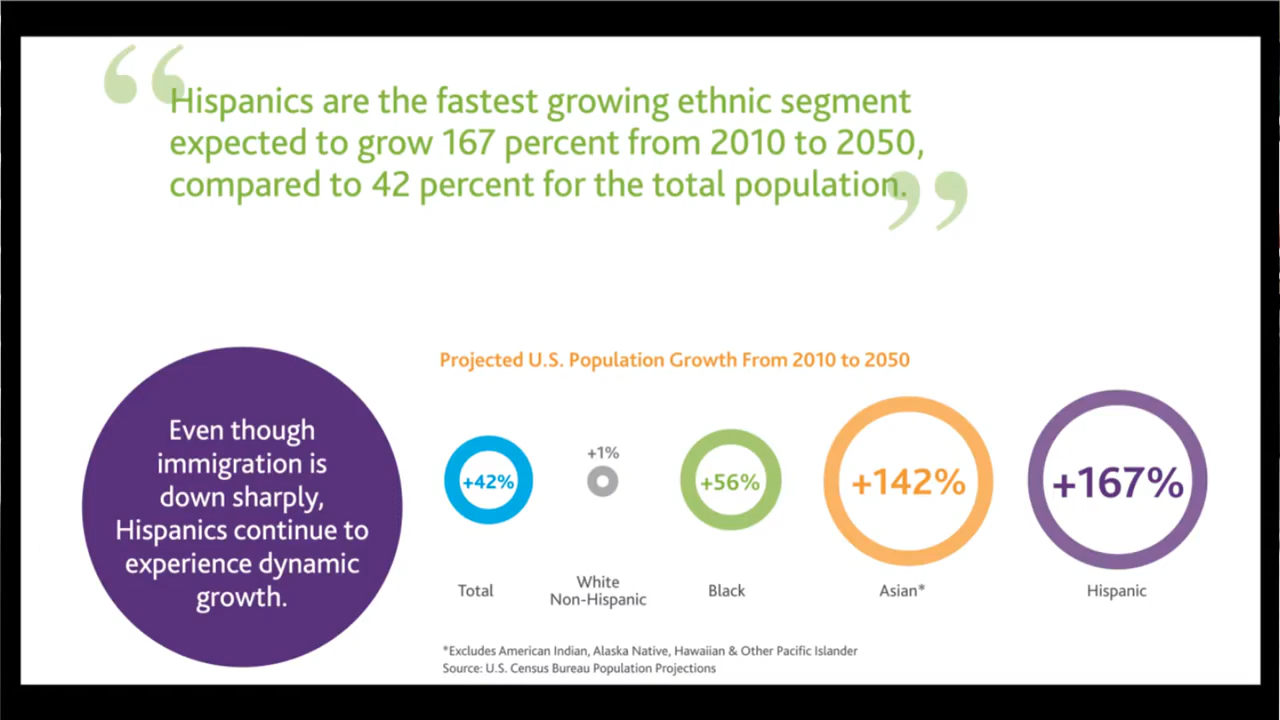 “Hispanics are the fastest growing ethnic segment
expected to grow 167 percent from 2010 to 2050,
compared to 42 percent for the total population.”
Even though
immigration is
down sharply,
Hispanics continue to
experience dynamic
growth.
Projected U.S. Population Growth From 2010 to 2050
+42%
+1%
+56%
+142%
+167%
Total
White
Non-Hispanic
Black
Asian*
Hispanic
*Excludes American Indian, Alaska Native, Hawaiian & Other Pacific Islander
Source: U.S. Census Bureau Population Projections